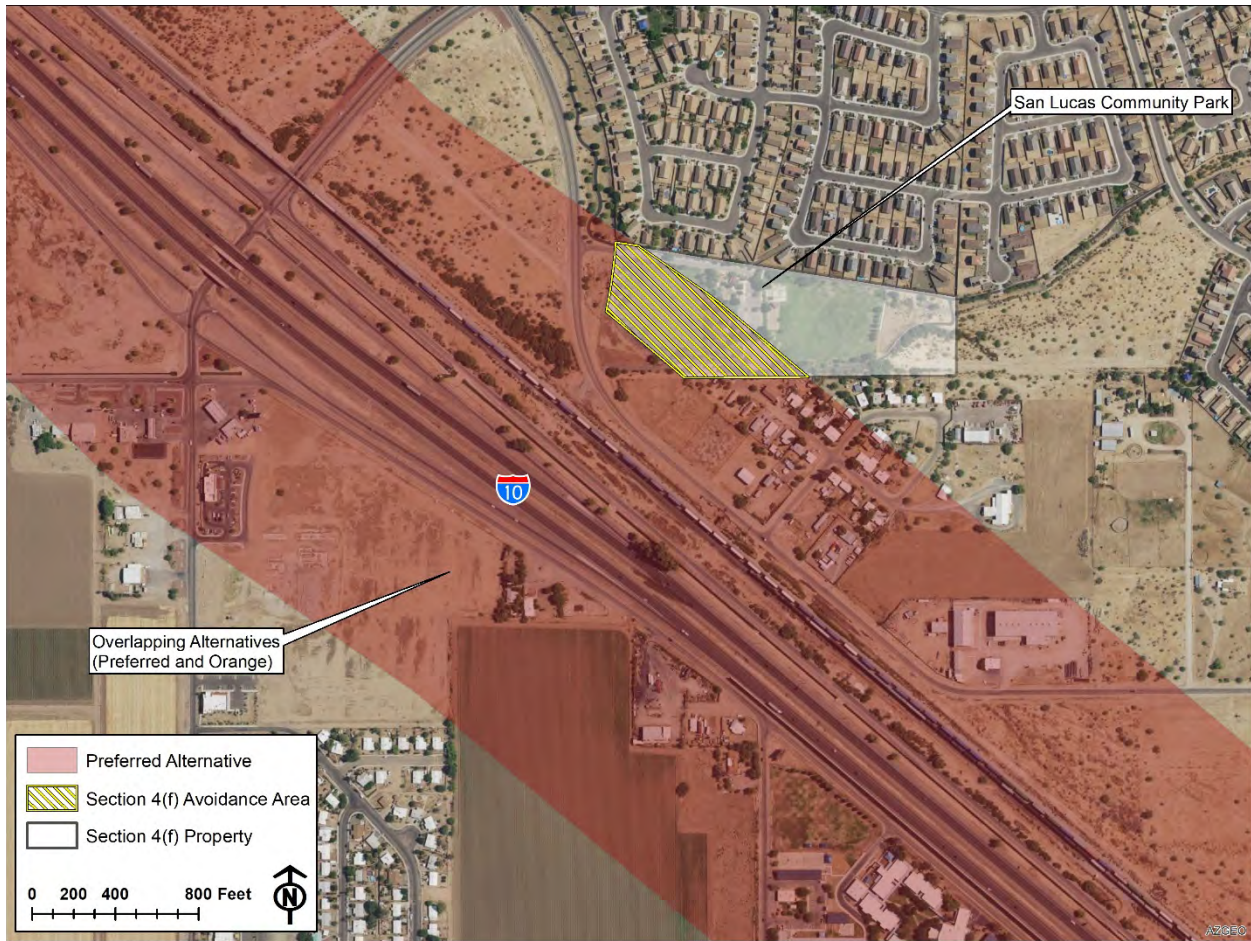 San Lucas Community Park
10
Overlapping Alternatives
(Preferred and Orange)
Preferred Alternative
Section 4(f) Avoidance Area
Section 4(f) Property
0 200 400 800 Feet
N
AZGEO